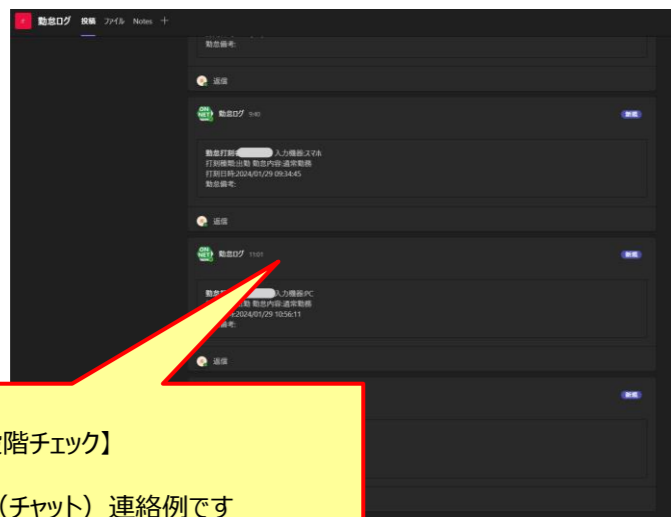 勤怠ログ 投稿 ファイル Notes
勤怠備考:
返信
勤怠ログ 9:40
新規
勤怠打刻 入力機器:スマホ
打刻種類:出勤 勤怠内容:通常勤務
打刻日時:2024/01/29 09:34:45
勤怠備考:
返信
勤怠ログ 11:01
新規
入力機器:PC
勤怠内容:通常勤務
2024/01/29 10:56:11
備考:
返信
新規
階チェック】
(チャット)連絡例です